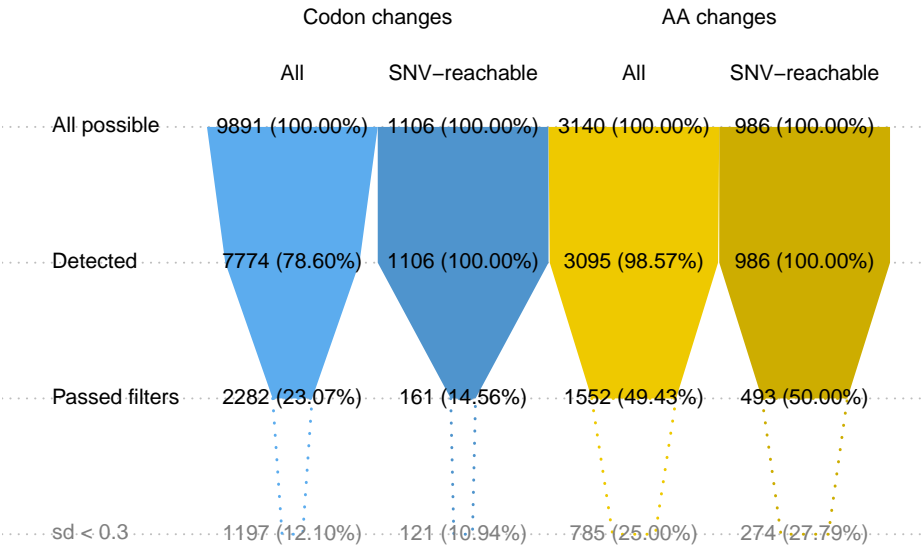 Codon changes AA changes
All SNV−reachable All SNV−reachable
All possible 9891 (100.00%) 1106 (100.00%) 3140 (100.00%) 986 (100.00%)
Detected 7774 (78.60%) 1106 (100.00%) 3095 (98.57%) 986 (100.00%)
Passed filters 2282 (23.07%) 161 (14.56%) 1552 (49.43%) 493 (50.00%)
sd < 0.3 1197 (12.10%) 121 (10.94%) 785 (25.00%) 274 (27.79%)